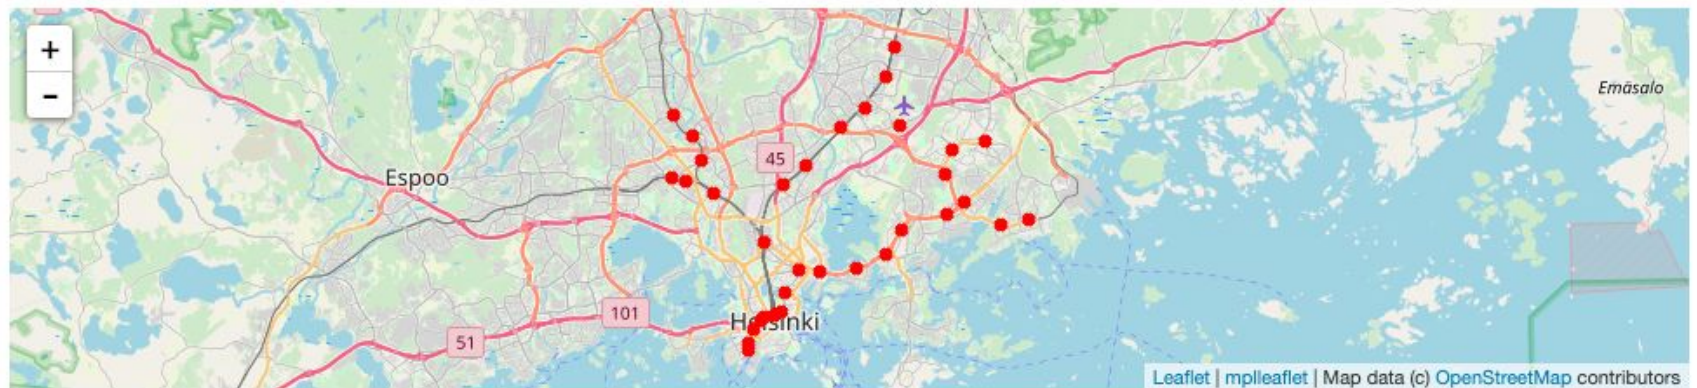 +
−
Emäsalo
45
Espoo
101
Helsinki
51
Leaflet | mplleaflet | Map data (c) OpenStreetMap contributors